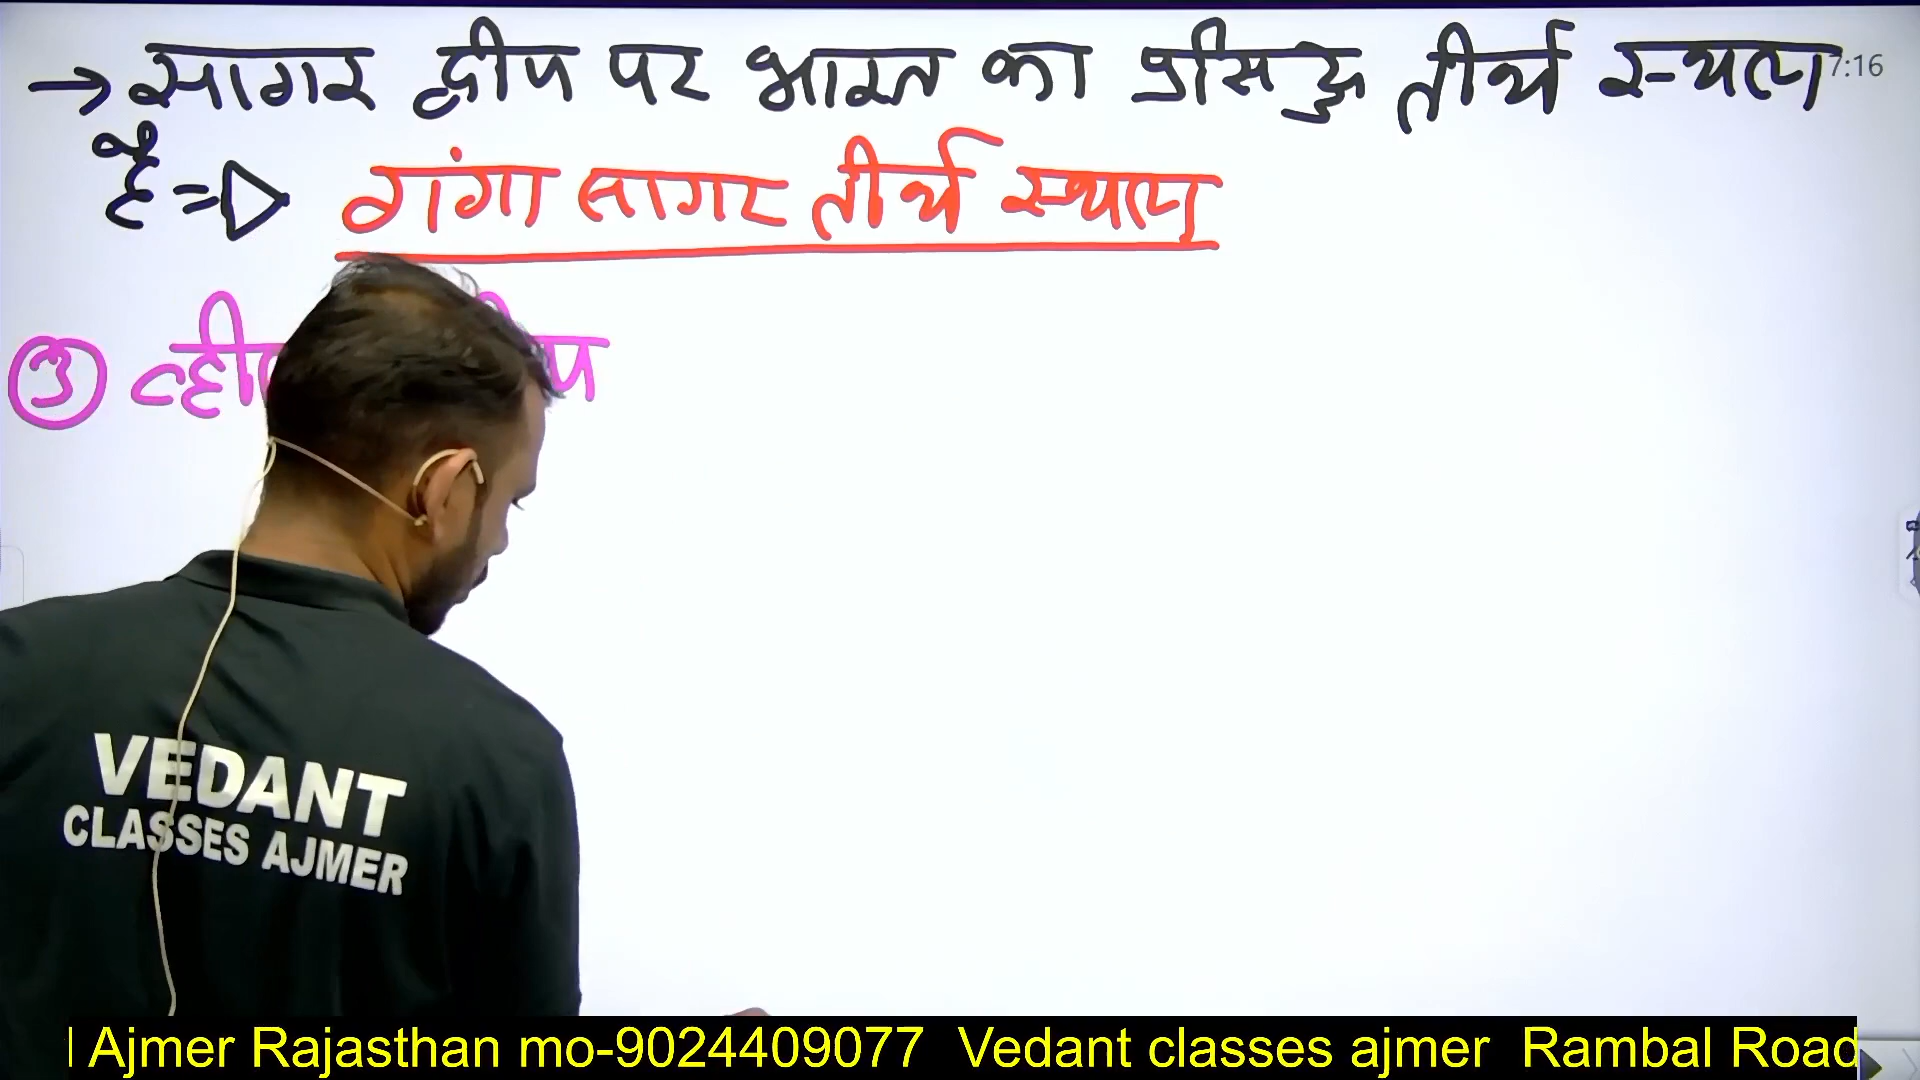 → सागर द्वीप पर भारत का प्रसिद्ध तीर्थ स्थल 7:16
है => गंगा सागर तीर्थ स्थल
③
VEDANT
CLASSES AJMER
Ajmer Rajasthan mo-9024409077 Vedant classes ajmer Rambal Road